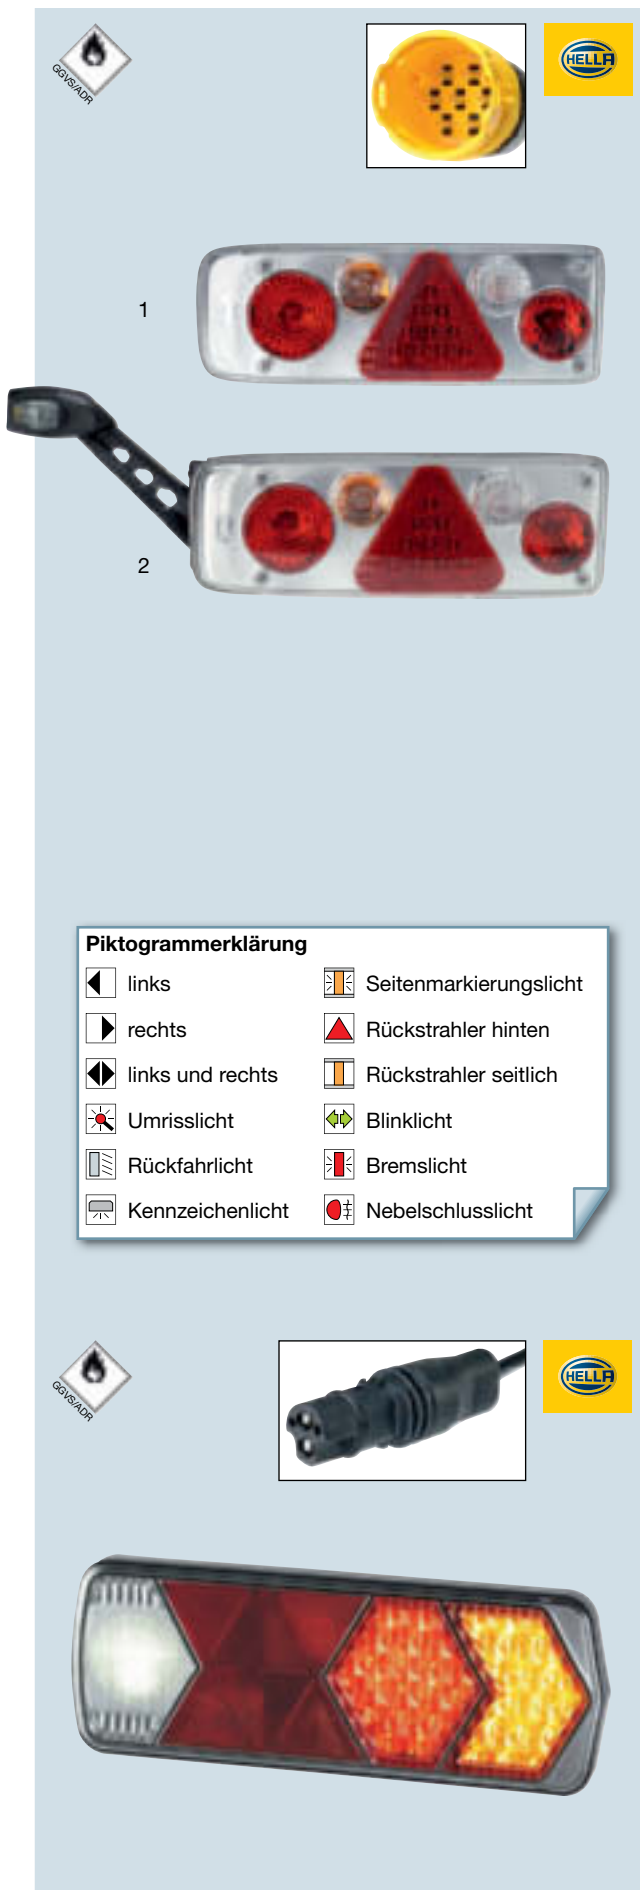 GGVS/ADR
HELLA
1
2
Piktogrammerklärung
links
Seitenmarkierungslicht
rechts
Rückstrahler hinten
links und rechts
Rückstrahler seitlich
Umrisslicht
Blinklicht
Rückfahrlicht
Bremslicht
Kennzeichenlicht
Nebelschlusslicht
GGVS/ADR
HELLA